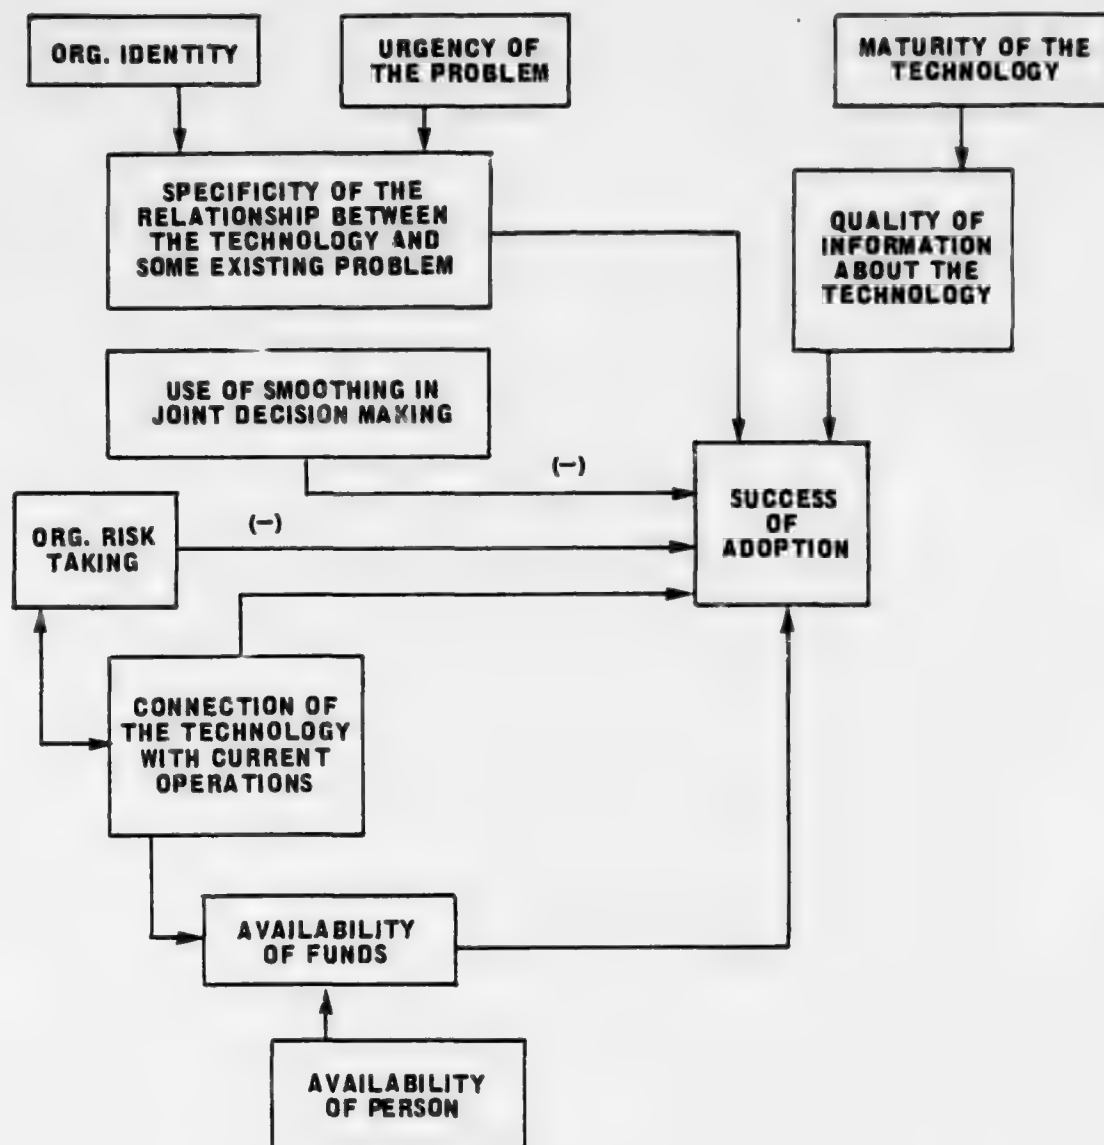 ORG. IDENTITY
URGENCY OF
THE PROBLEM
MATURITY OF THE
TECHNOLOGY
SPECIFICITY OF THE
RELATIONSHIP BETWEEN
THE TECHNOLOGY AND
SOME EXISTING PROBLEM
QUALITY OF
INFORMATION
ABOUT THE
TECHNOLOGY
USE OF SMOOTHING IN
JOINT DECISION MAKING
(-)
ORG. RISK
TAKING
(-)
SUCCESS
OF
ADOPTION
CONNECTION OF
THE TECHNOLOGY
WITH CURRENT
OPERATIONS
AVAILABILITY
OF FUNDS
AVAILABILITY
OF PERSON